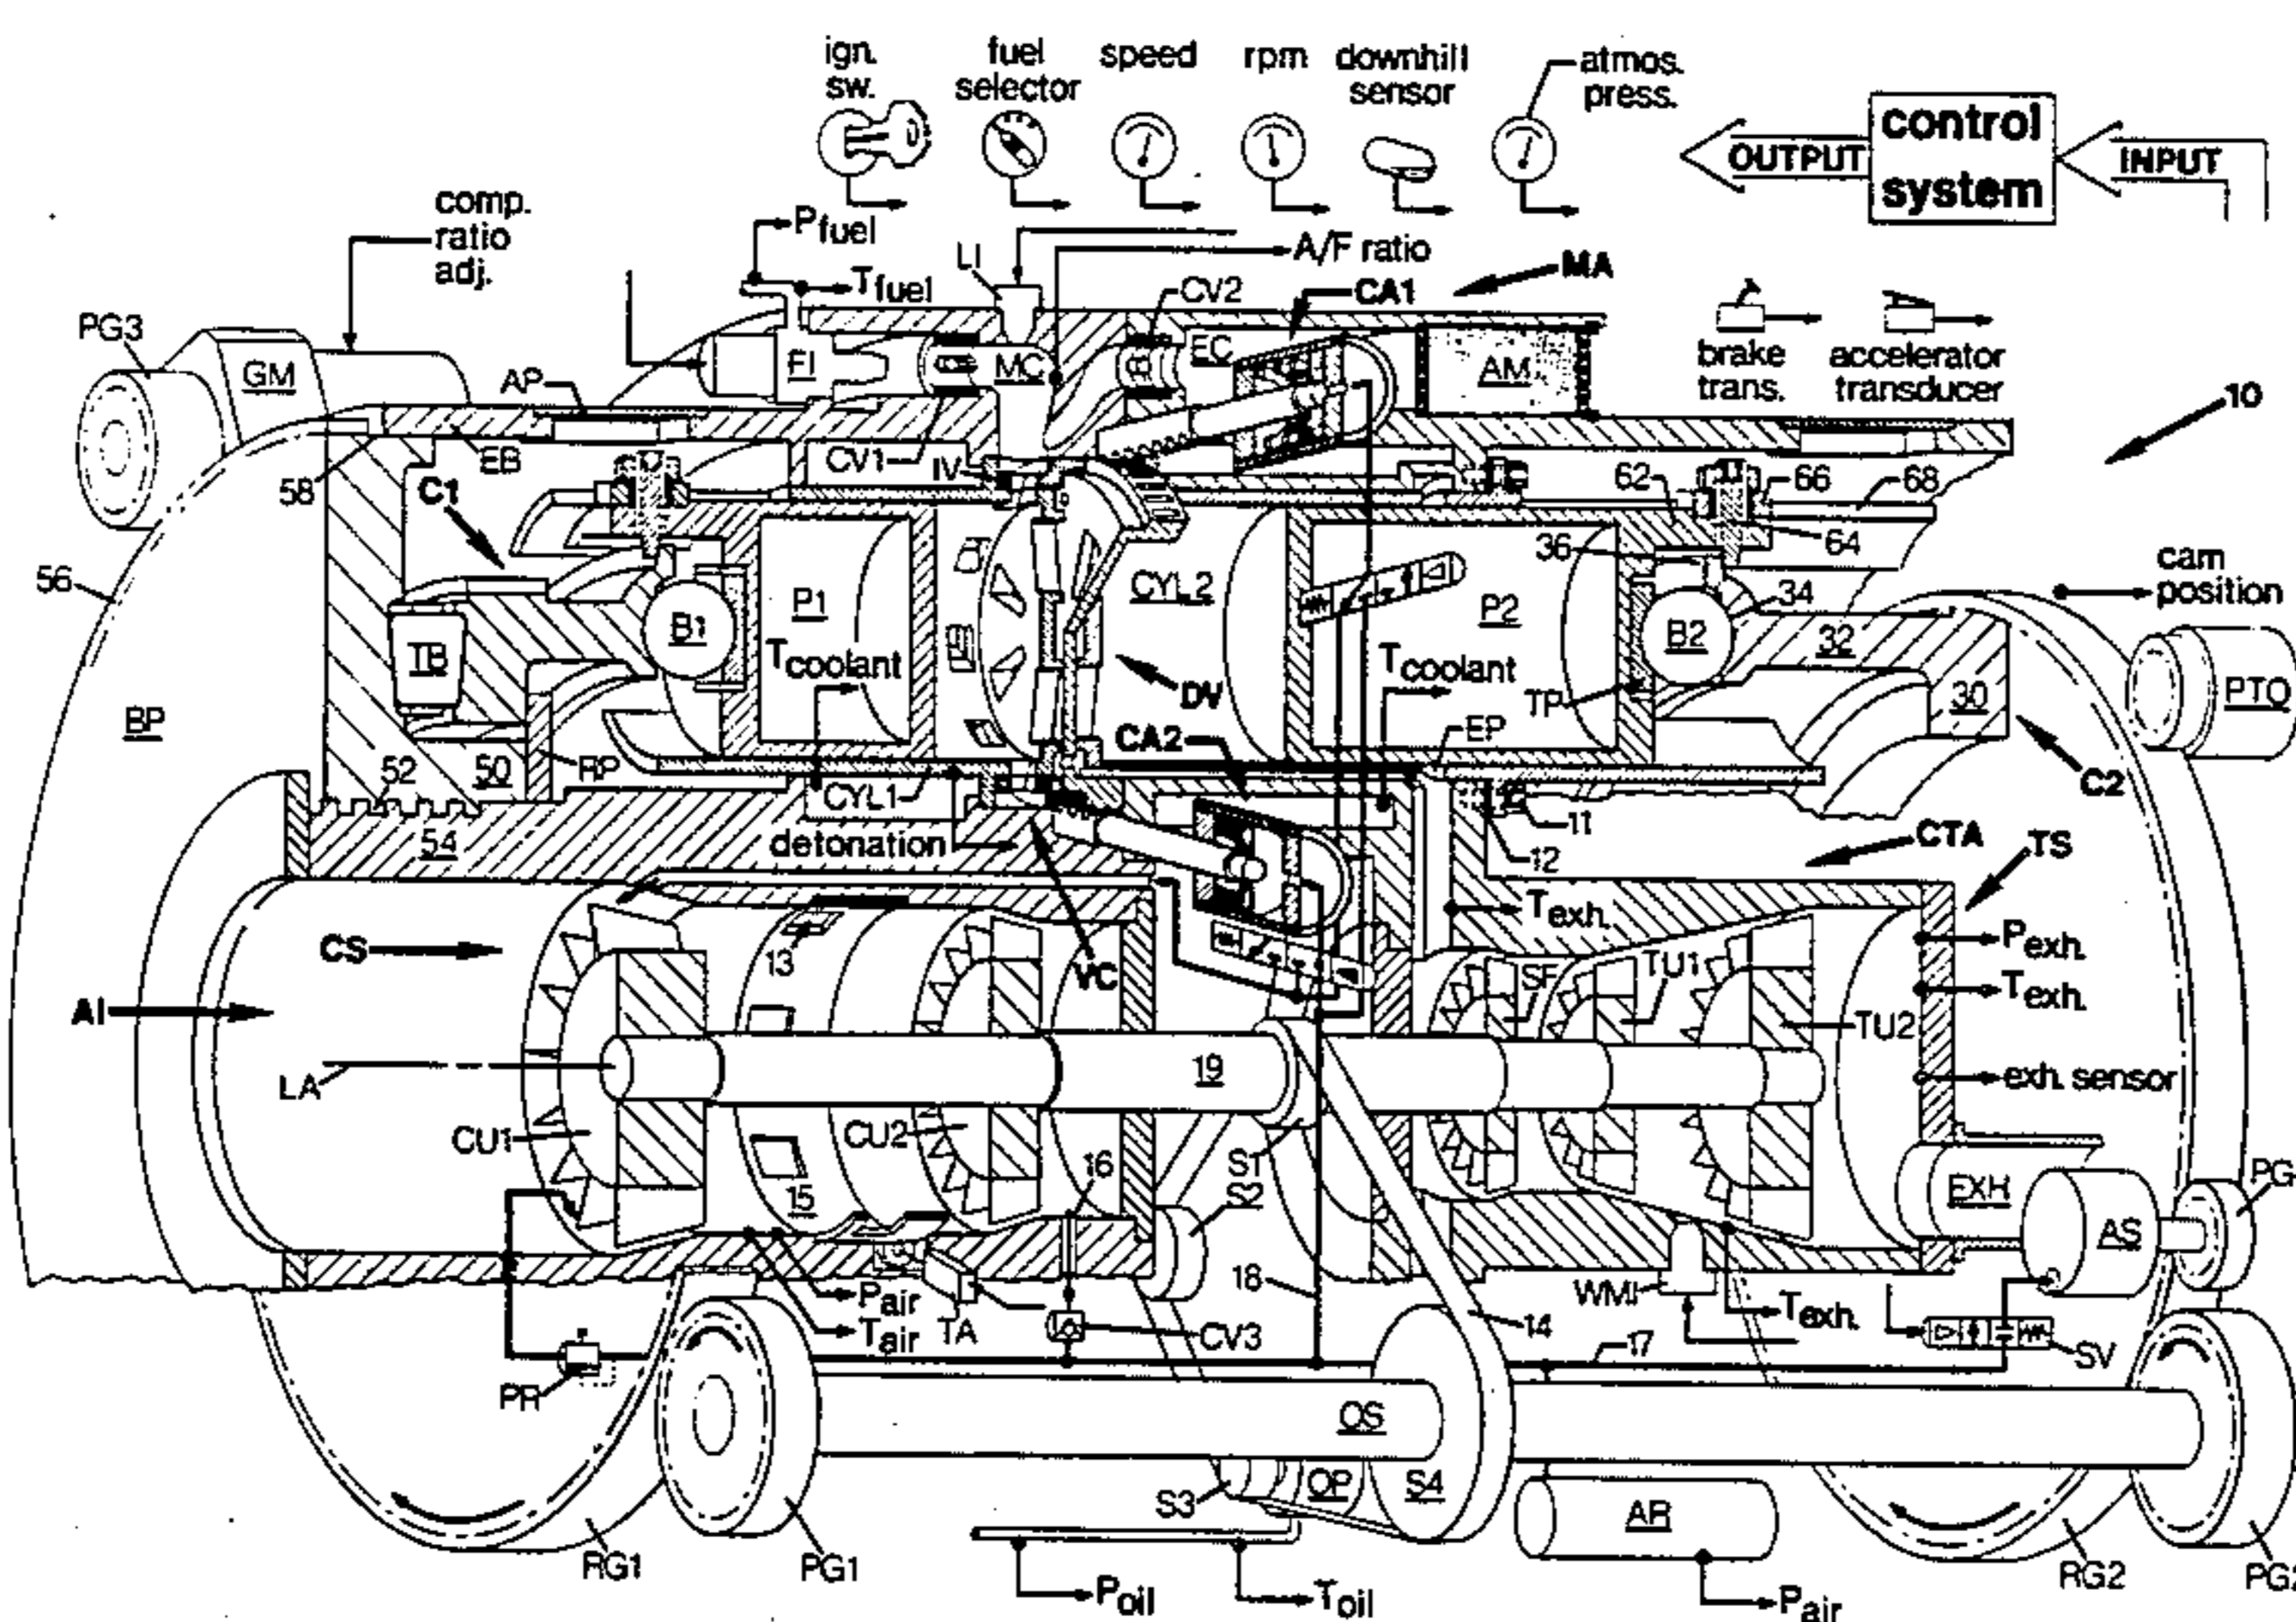 ign.
sw.
fuel
selector
speed
rpm
downhill
sensor
atmos.
press.
control
system
OUTPUT
INPUT
comp.
ratio
adj.
Pfuel
Tfuel
LI
A/F ratio
MA
CV2
CA1
PG3
GM
AP
FI
MC
EC
AM
brake
trans.
accelerator
transducer
10
58
EB
CV1
IV
C1
62
66
68
64
36
34
56
P1
CYL2
P2
B1
B2
32
cam
position
TB
Tcoolant
Tcoolant
DV
TP
30
PTO
BP
CA2
EP
C2
52
50
RP
CYL1
11
54
detonation
12
CTA
TS
CS
13
VC
Texh.
Pexh.
SF
TU1
AI
Texh.
TU2
LA
19
exh. sensor
CU1
CU2
S1
16
S2
15
EXH
AS
PG
Pair
Tair
TA
CV3
18
14
WMI
Texh.
17
SV
PR
OS
S3
OP
S4
AR
RG1
PG1
Poil
Toil
Pair
RG2
PG2